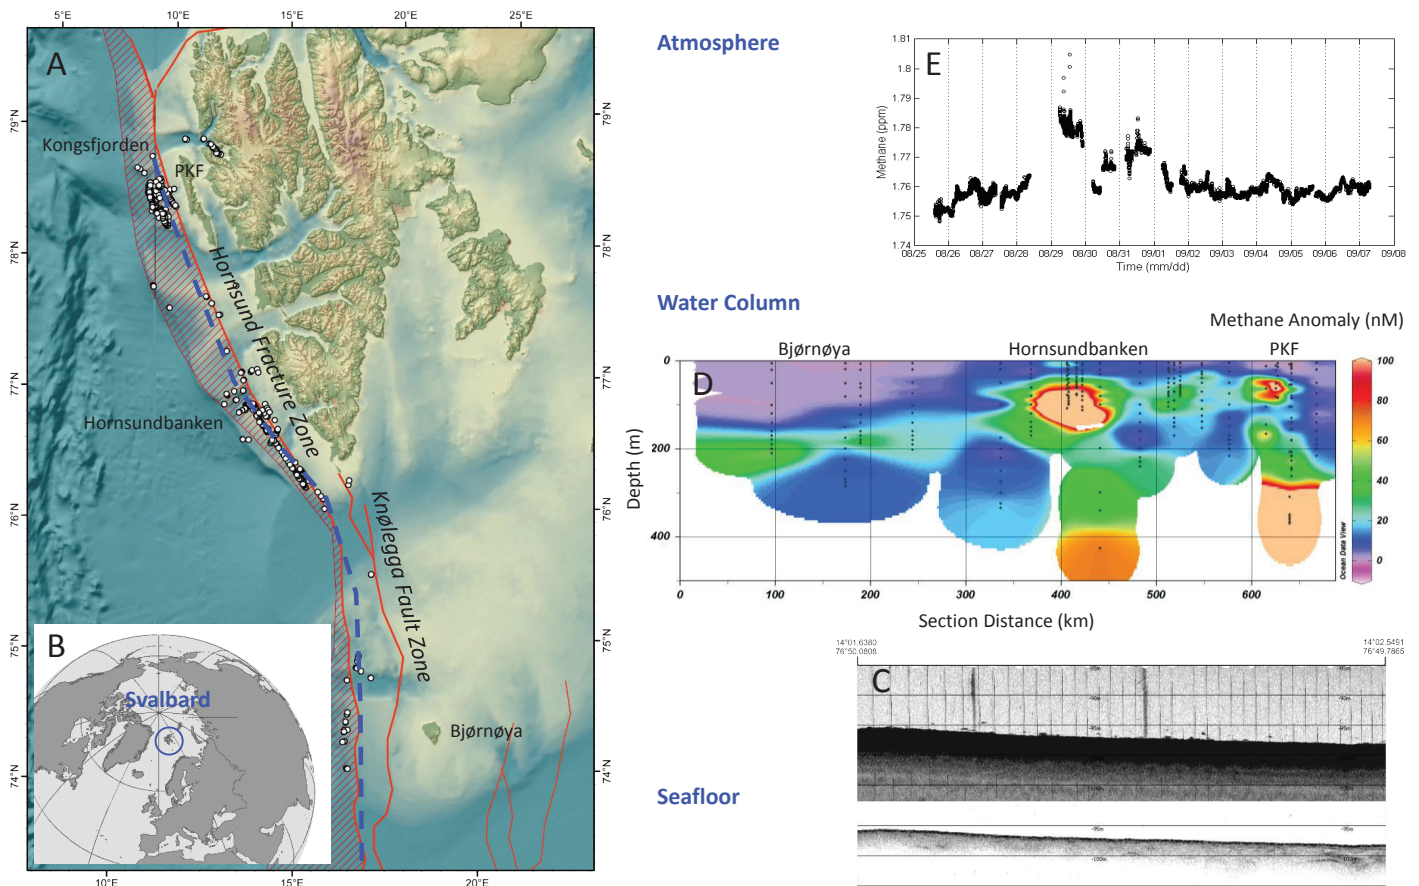 5°E 10°E 15°E 20°E 25°E
A
79°N 79°N
Kongsfjorden
PKF
78°N 78°N
Hornsund Fracture Zone
77°N 77°N
Hornsundbanken
76°N 76°N
Knølegga Fault Zone
75°N 75°N
B
Svalbard
Bjørnøya
74°N 74°N
10°E 15°E 20°E
Atmosphere
E
Methane (ppm)
1.81
1.8
1.79
1.78
1.77
1.76
1.75
1.74
08/25 08/26 08/27 08/28 08/29 08/30 08/31 09/01 09/02 09/03 09/04 09/05 09/06 09/07 09/08
Time (mm/dd)
Water Column
Methane Anomaly (nM)
Bjørnøya Hornsundbanken PKF
D
Depth (m)
0
200
400
0 100 200 300 400 500 600
100
80
60
40
20
0
Ocean Data View
Section Distance (km)
14°01.6380 14°02.5491
76°50.0808 76°49.7865
C
Seafloor
-95m -95m
-100m